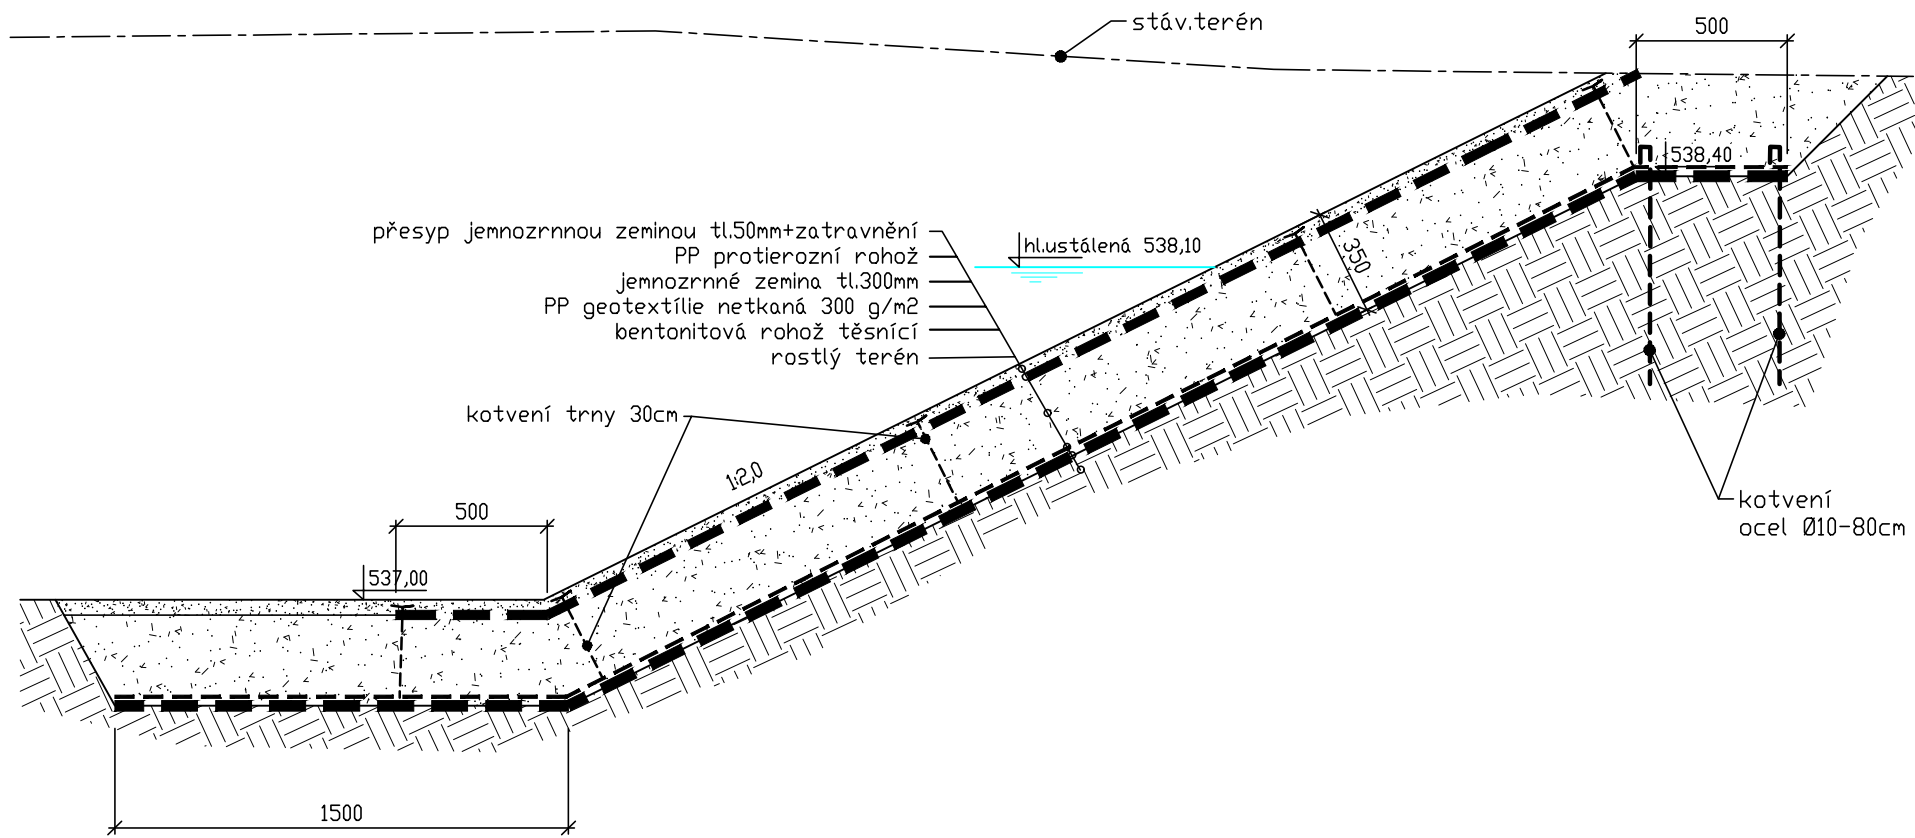 stáv.terén
500
538,40
přesyp jemnozrnnou zeminou tl.50mm+zatravnění
PP protierozní rohož
jemnozrnné zemina tl.300mm
PP geotextílie netkaná 300 g/m2
bentonitová rohož těsnící
rostlý terén
hl.ustálená 538,10
350
kotvení trny 30cm
1:2,0
500
537,00
kotvení
ocel Ø10-80cm
1500